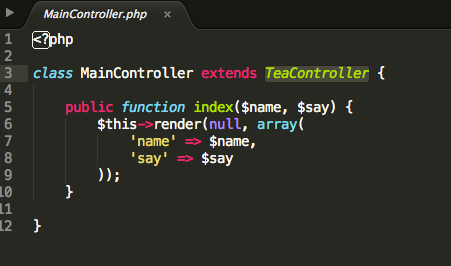 MainController.php ×
1 <?php
2
3 class MainController extends TeaController {
4
5     public function index($name, $say) {
6         $this->render(null, array(
7             'name' => $name,
8             'say' => $say
9         ));
10     }
11
12 }